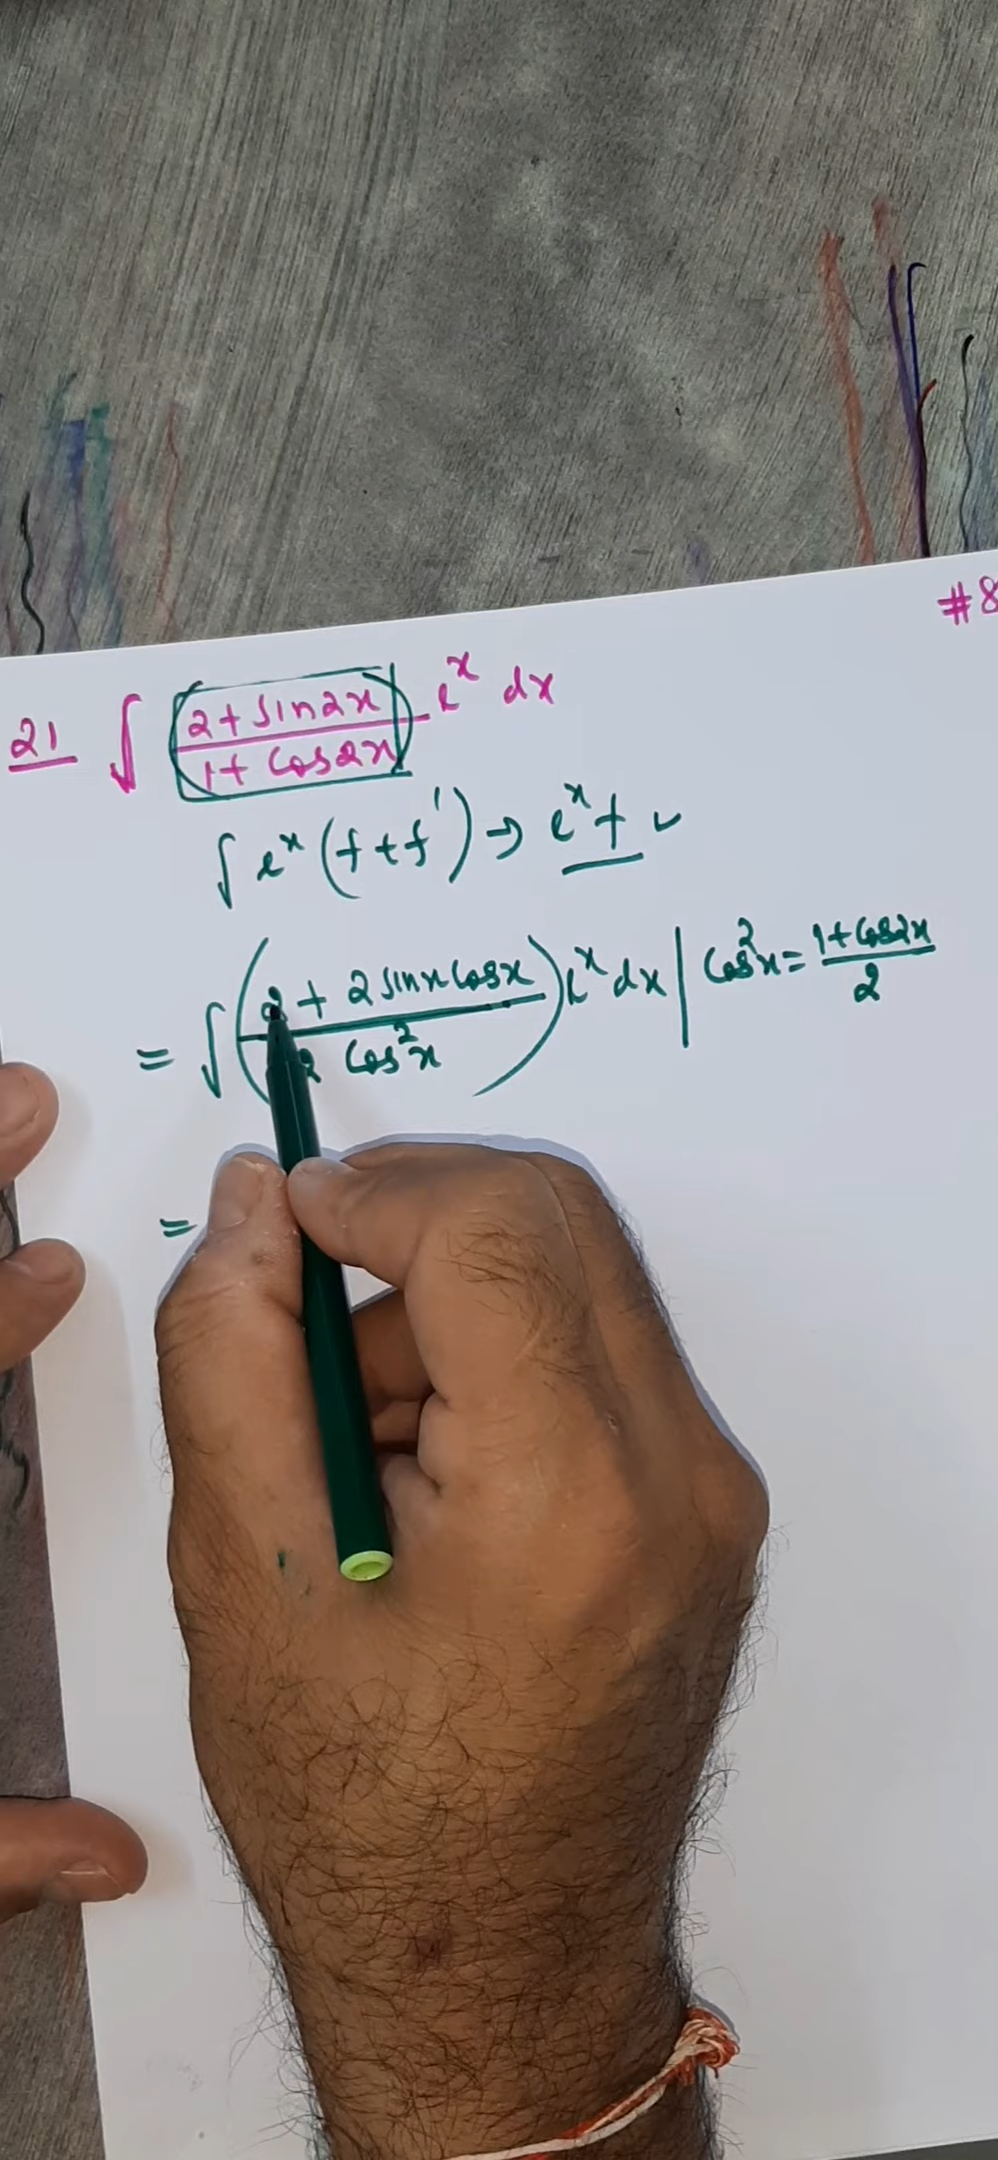 #8
21 ∫ (2+sin2x / 1+cos2x) e^x dx
∫ e^x (f+f') → e^x f ✓
= ∫ (2 + 2 sinx cosx / 2 cos²x) e^x dx | cos²x = 1+cos2x / 2
=